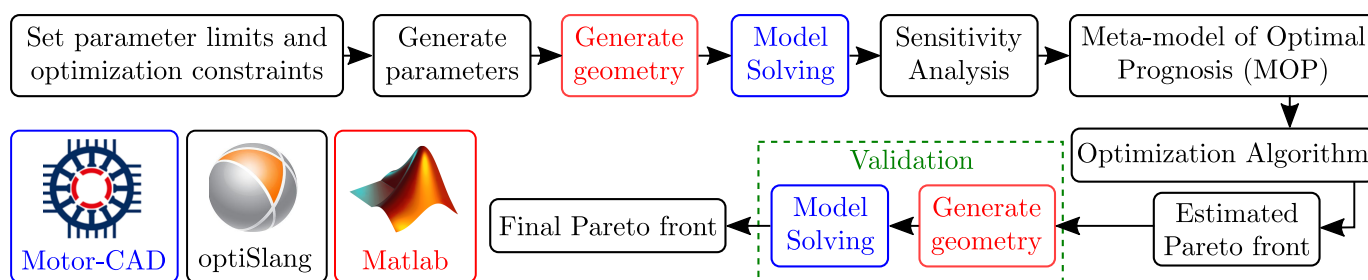 Set parameter limits and
optimization constraints
Generate
parameters
Generate
geometry
Model
Solving
Sensitivity
Analysis
Meta-model of Optimal
Prognosis (MOP)
Optimization Algorithm
Estimated
Pareto front
Validation
Generate
geometry
Model
Solving
Final Pareto front
Motor-CAD
optiSlang
Matlab